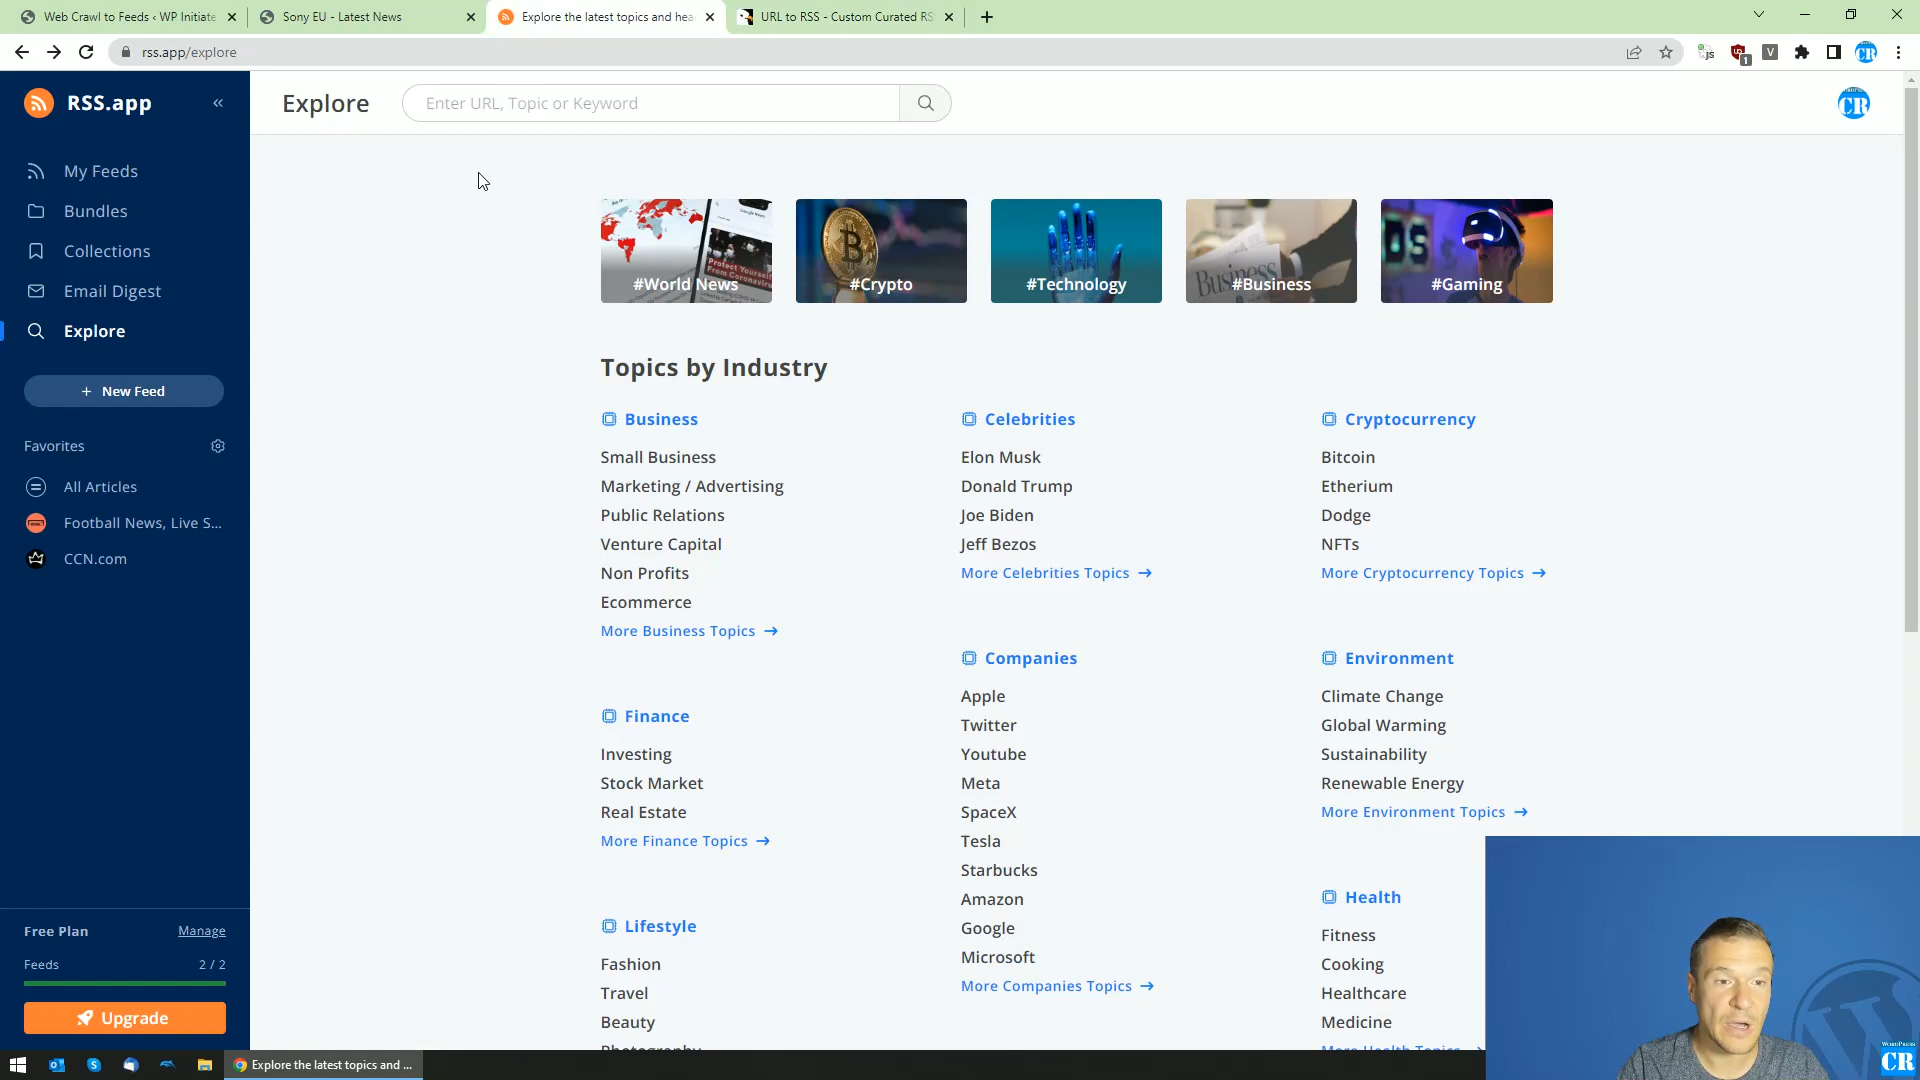 Web Crawl to Feeds ‹ WP Initiate
Sony EU - Latest News
Explore the latest topics and hea
URL to RSS - Custom Curated RS
rss.app/explore
RSS.app
«
Explore
Enter URL, Topic or Keyword
CR
My Feeds
Bundles
Collections
Email Digest
Explore
+ New Feed
Favorites
All Articles
Football News, Live S...
CCN.com
Free Plan
Manage
Feeds
2 / 2
Upgrade
#World News
#Crypto
#Technology
#Business
#Gaming
Topics by Industry
Business
Small Business
Marketing / Advertising
Public Relations
Venture Capital
Non Profits
Ecommerce
More Business Topics →
Finance
Investing
Stock Market
Real Estate
More Finance Topics →
Lifestyle
Fashion
Travel
Beauty
Photography
Celebrities
Elon Musk
Donald Trump
Joe Biden
Jeff Bezos
More Celebrities Topics →
Companies
Apple
Twitter
Youtube
Meta
SpaceX
Tesla
Starbucks
Amazon
Google
Microsoft
More Companies Topics →
Cryptocurrency
Bitcoin
Etherium
Dodge
NFTs
More Cryptocurrency Topics →
Environment
Climate Change
Global Warming
Sustainability
Renewable Energy
More Environment Topics →
Health
Fitness
Cooking
Healthcare
Medicine
More Health Topics
WORDPRESS
CR
Explore the latest topics and ...